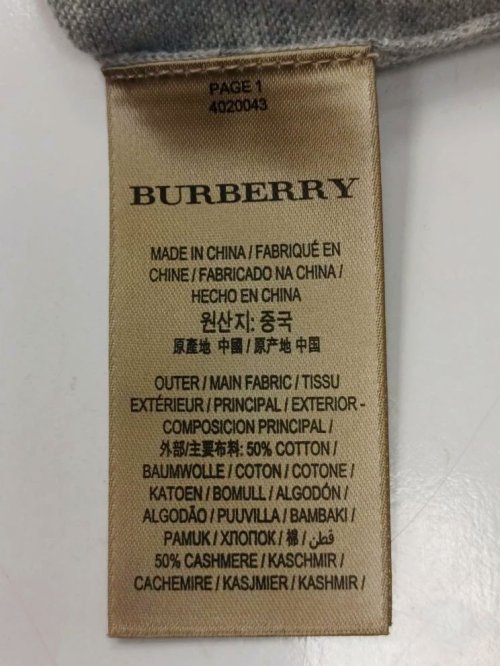 PAGE 1
4020043
BURBERRY
MADE IN CHINA / FABRIQUÉ EN
CHINE / FABRICADO NA CHINA /
HECHO EN CHINA
원산지: 중국
原產地 中國 / 原产地 中国
OUTER / MAIN FABRIC / TISSU
EXTÉRIEUR / PRINCIPAL / EXTERIOR -
COMPOSICION PRINCIPAL /
外部/主要布料: 50% COTTON /
BAUMWOLLE / COTON / COTONE /
KATOEN / BOMULL / ALGODÓN /
ALGODÃO / PUUVILLA / BAMBAKI /
PAMUK / ХЛОПОК / 棉 / قطن /
50% CASHMERE / KASCHMIR /
CACHEMIRE / KASJMIER / KASHMIR /